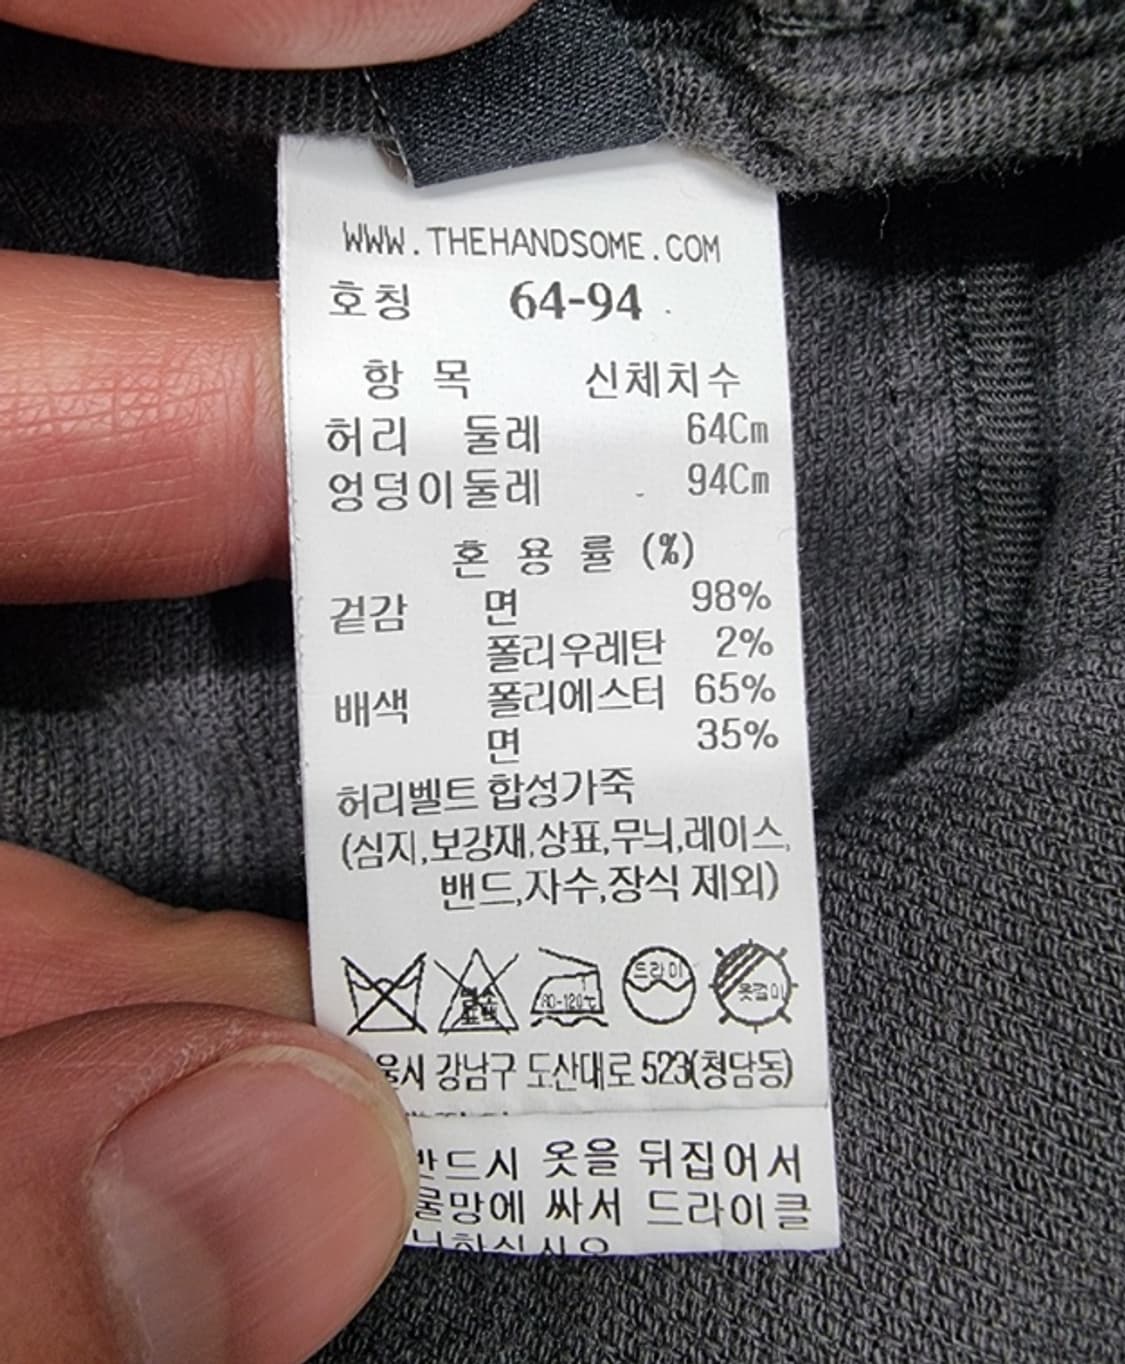 WWW.THEHANDSOME.COM
호칭 64-94
항 목 신체치수
허리 둘레 64Cm
엉덩이둘레 94Cm
혼 용 률 (%)
겉감 면 98%
폴리우레탄 2%
배색 폴리에스터 65%
면 35%
허리벨트 합성가죽
(심지,보강재,상표,무늬,레이스,
밴드,자수,장식 제외)
드라이
80-120℃
옷걸이
강남구 도산대로 523(청담동)
옷을 뒤집어서
싸서 드라이클